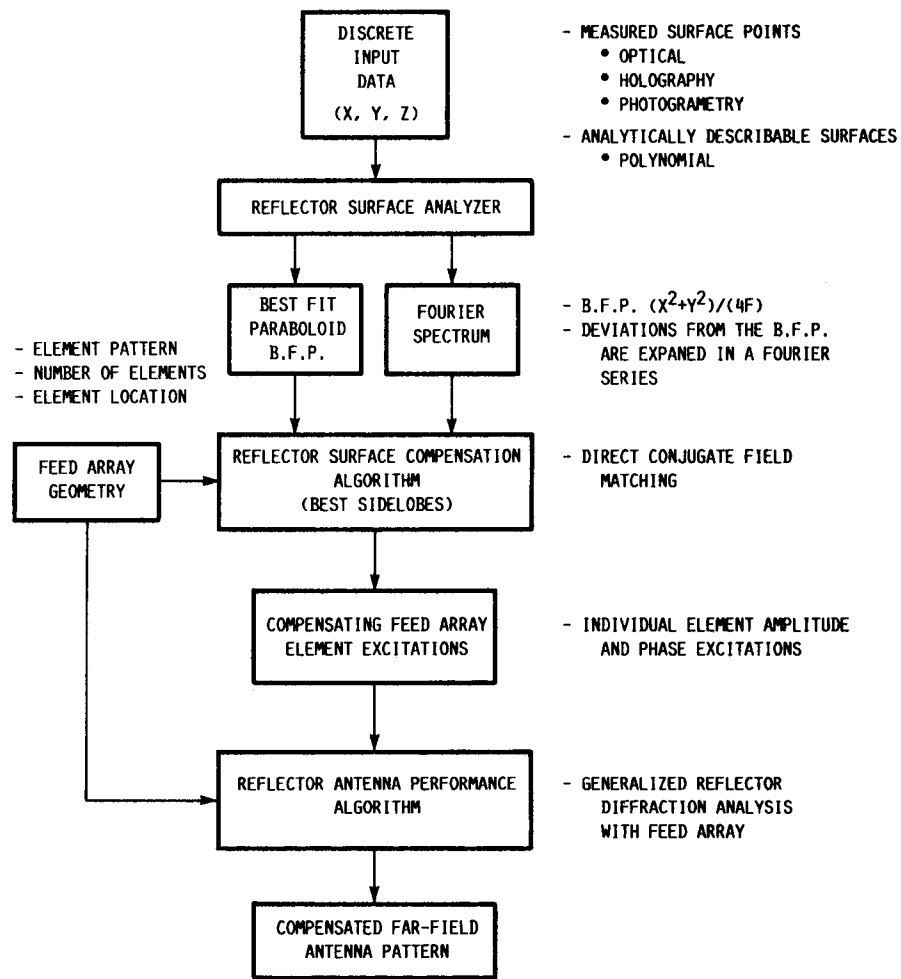 DISCRETE
INPUT
DATA
(X, Y, Z)
- MEASURED SURFACE POINTS
• OPTICAL
• HOLOGRAPHY
• PHOTOGRAMETRY
- ANALYTICALLY DESCRIBABLE SURFACES
• POLYNOMIAL
REFLECTOR SURFACE ANALYZER
BEST FIT
PARABOLOID
B.F.P.
FOURIER
SPECTRUM
- B.F.P. (X²+Y²)/(4F)
- DEVIATIONS FROM THE B.F.P.
ARE EXPANED IN A FOURIER
SERIES
- ELEMENT PATTERN
- NUMBER OF ELEMENTS
- ELEMENT LOCATION
FEED ARRAY
GEOMETRY
REFLECTOR SURFACE COMPENSATION
ALGORITHM
(BEST SIDELOBES)
- DIRECT CONJUGATE FIELD
MATCHING
COMPENSATING FEED ARRAY
ELEMENT EXCITATIONS
- INDIVIDUAL ELEMENT AMPLITUDE
AND PHASE EXCITATIONS
REFLECTOR ANTENNA PERFORMANCE
ALGORITHM
- GENERALIZED REFLECTOR
DIFFRACTION ANALYSIS
WITH FEED ARRAY
COMPENSATED FAR-FIELD
ANTENNA PATTERN